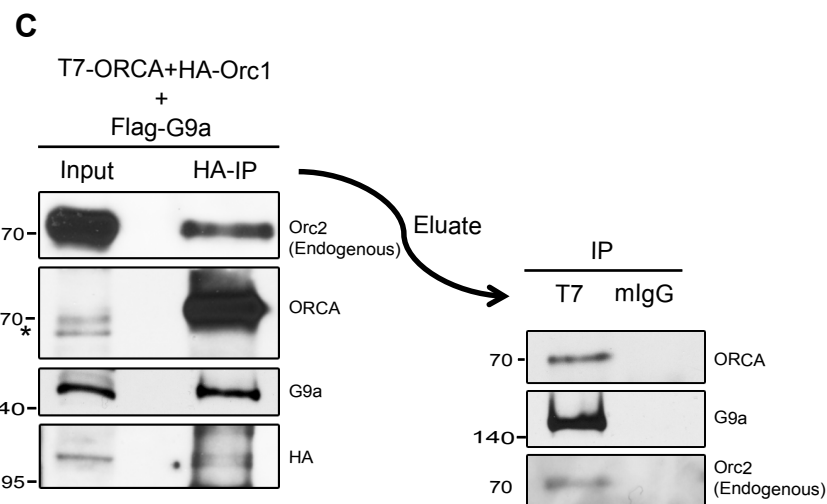 C
T7-ORCA+HA-Orc1
+
Flag-G9a
Input HA-IP
70 Orc2
(Endogenous)
70 ORCA
*
G9a
40
HA
95
Eluate
IP
T7 mIgG
70 ORCA
G9a
140
Orc2
70 (Endogenous)